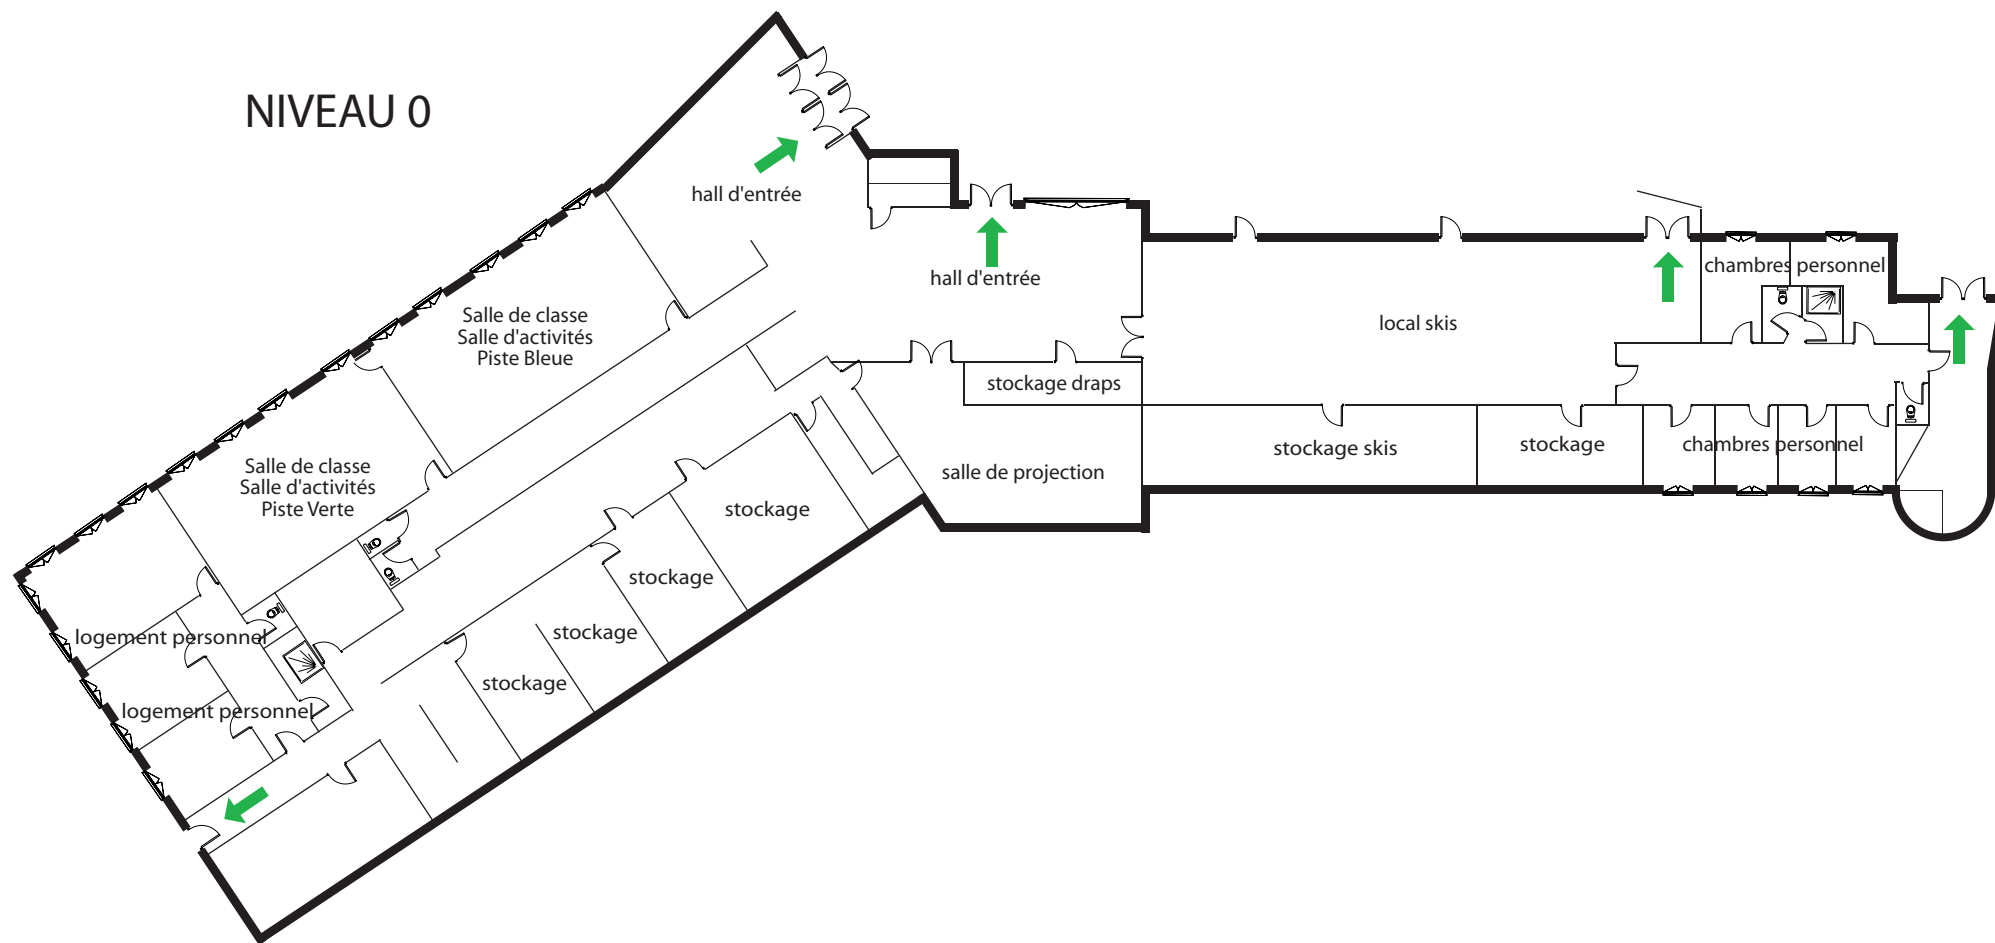 NIVEAU 0
hall d'entrée
hall d'entrée
chambres personnel
Salle de classe
Salle d'activités
Piste Bleue
local skis
stockage draps
stockage skis
stockage
chambres personnel
salle de projection
Salle de classe
Salle d'activités
Piste Verte
stockage
stockage
stockage
stockage
logement personnel
logement personnel